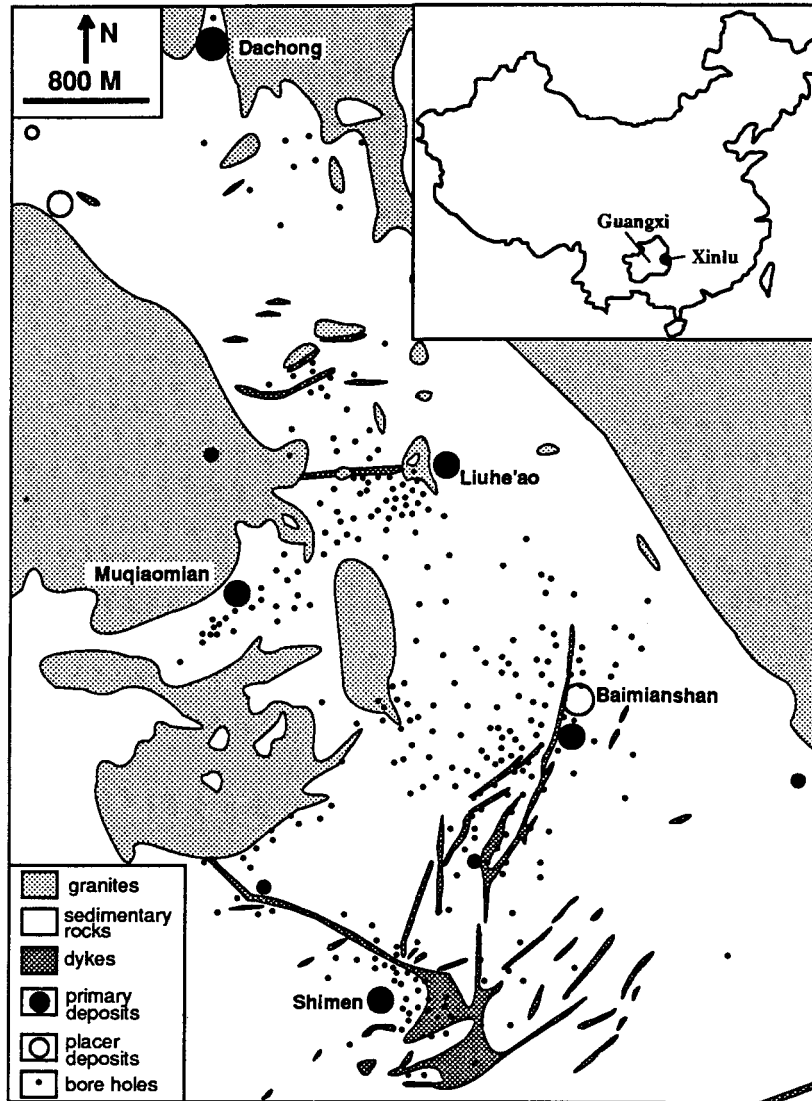 N
800 M
Dachong
Guangxi
Xinlu
Liuhe'ao
Muqiaomian
Baimianshan
Shimen
granites
sedimentary
rocks
dykes
primary
deposits
placer
deposits
bore holes